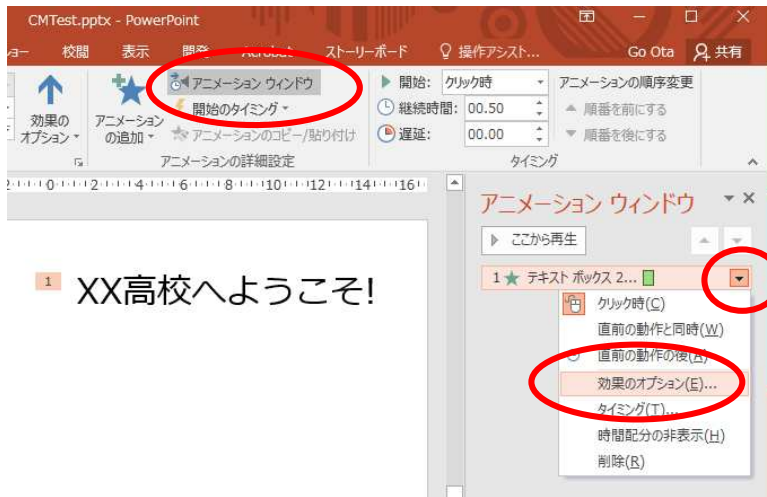 CMTest.pptx - PowerPoint
ョー 校閲 表示 開発 Acrobat ストーリーボード 操作アシスト... Go Ota 共有
効果の
オプション
アニメーション
の追加
アニメーション ウィンドウ
開始のタイミング
アニメーションのコピー/貼り付け
アニメーションの詳細設定
開始: クリック時
継続時間: 00.50
遅延: 00.00
タイミング
アニメーションの順序変更
順番を前にする
順番を後にする
2 0 2 4 6 8 10 12 14 16
1 XX高校へようこそ!
アニメーション ウィンドウ
ここから再生
1 テキスト ボックス 2...
クリック時(C)
直前の動作と同時(W)
直前の動作の後(A)
効果のオプション(E)...
タイミング(T)...
時間配分の非表示(H)
削除(R)